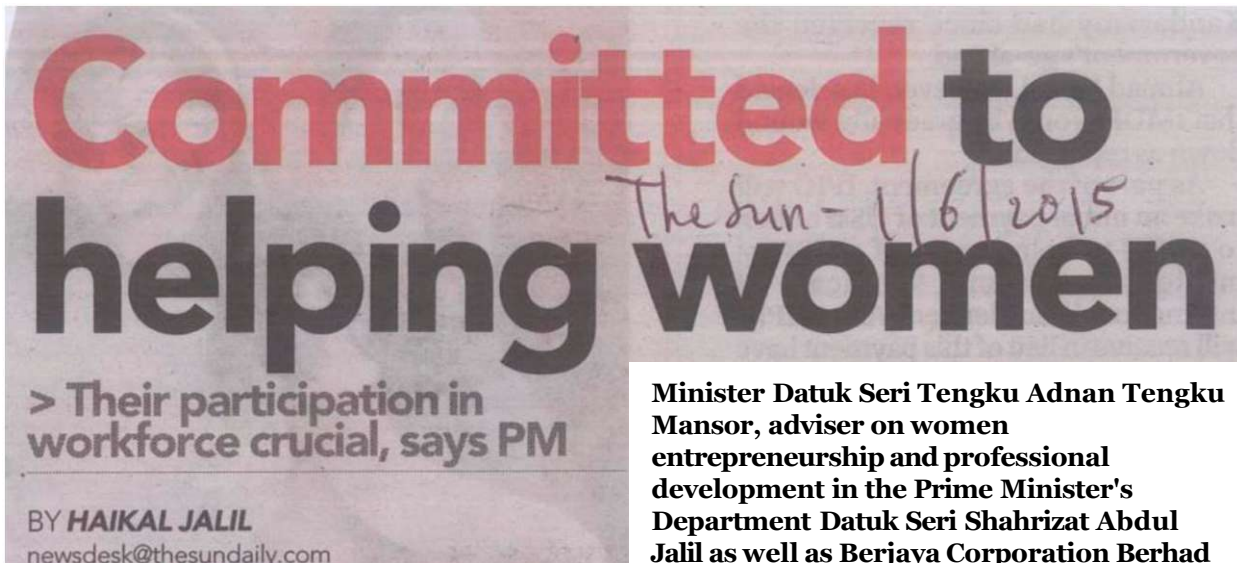 Committed to
The Sun - 1/6/2015
helping women
> Their participation in
workforce crucial, says PM
BY HAIKAL JALIL
newsdesk@thesundaily.com
Minister Datuk Seri Tengku Adnan Tengku
Mansor, adviser on women
entrepreneurship and professional
development in the Prime Minister's
Department Datuk Seri Shahrizat Abdul
Jalil as well as Berjaya Corporation Berhad